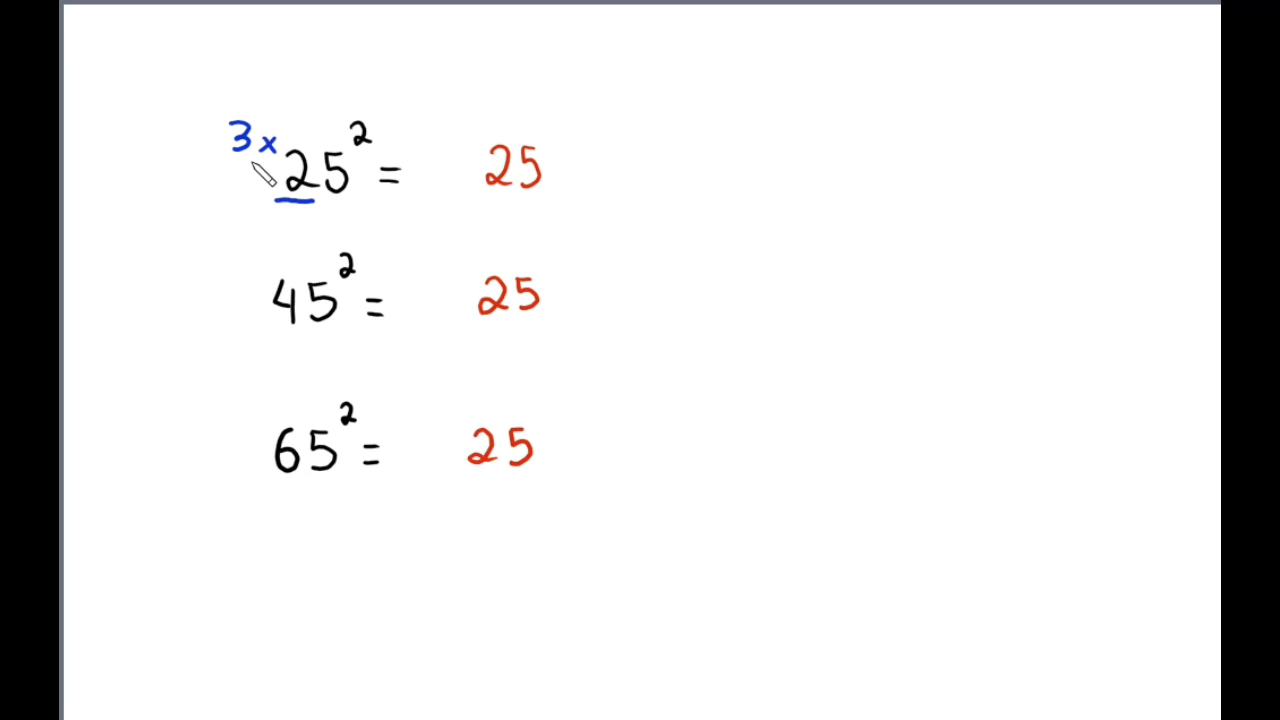 3x 25² = 25
45² = 25
65² = 25